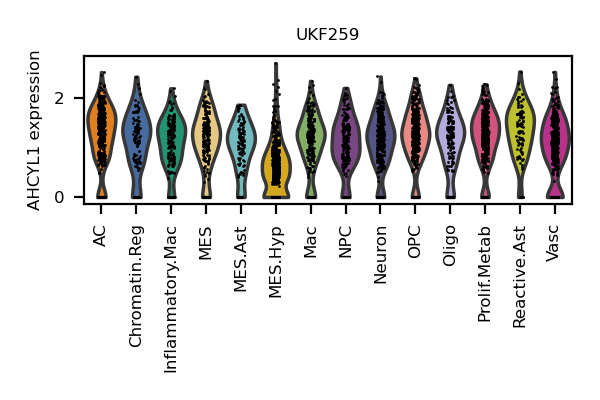 UKF259
AHCYL1 expression
2
0
AC
Chromatin.Reg
Inflammatory.Mac
MES
MES.Ast
MES.Hyp
Mac
NPC
Neuron
OPC
Oligo
Prolif.Metab
Reactive.Ast
Vasc